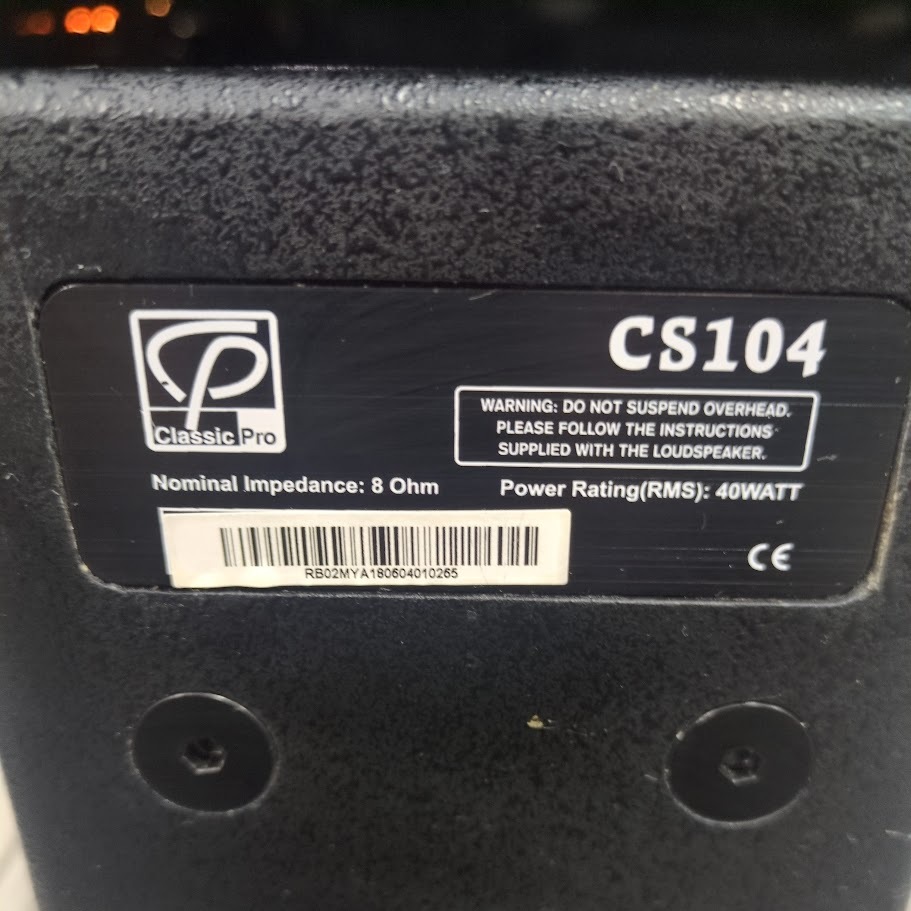 CP
Classic Pro
CS104
WARNING: DO NOT SUSPEND OVERHEAD.
PLEASE FOLLOW THE INSTRUCTIONS
SUPPLIED WITH THE LOUDSPEAKER.
Nominal Impedance: 8 Ohm
Power Rating(RMS): 40WATT
RB02MYA180604010265
CE